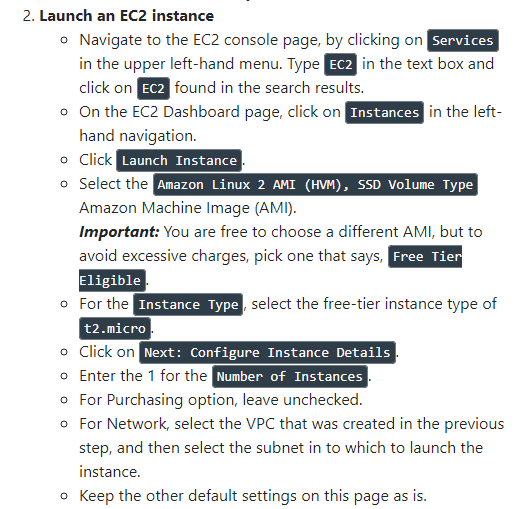 2. Launch an EC2 instance
Navigate to the EC2 console page, by clicking on Services
in the upper left-hand menu. Type EC2 in the text box and
click on EC2 found in the search results.
On the EC2 Dashboard page, click on Instances in the left-
hand navigation.
Click Launch Instance.
Select the Amazon Linux 2 AMI (HVM), SSD Volume Type
Amazon Machine Image (AMI).
Important: You are free to choose a different AMI, but to
avoid excessive charges, pick one that says, Free Tier
Eligible.
For the Instance Type, select the free-tier instance type of
t2.micro.
Click on Next: Configure Instance Details.
Enter the 1 for the Number of Instances.
For Purchasing option, leave unchecked.
For Network, select the VPC that was created in the previous
step, and then select the subnet in to which to launch the
instance.
Keep the other default settings on this page as is.